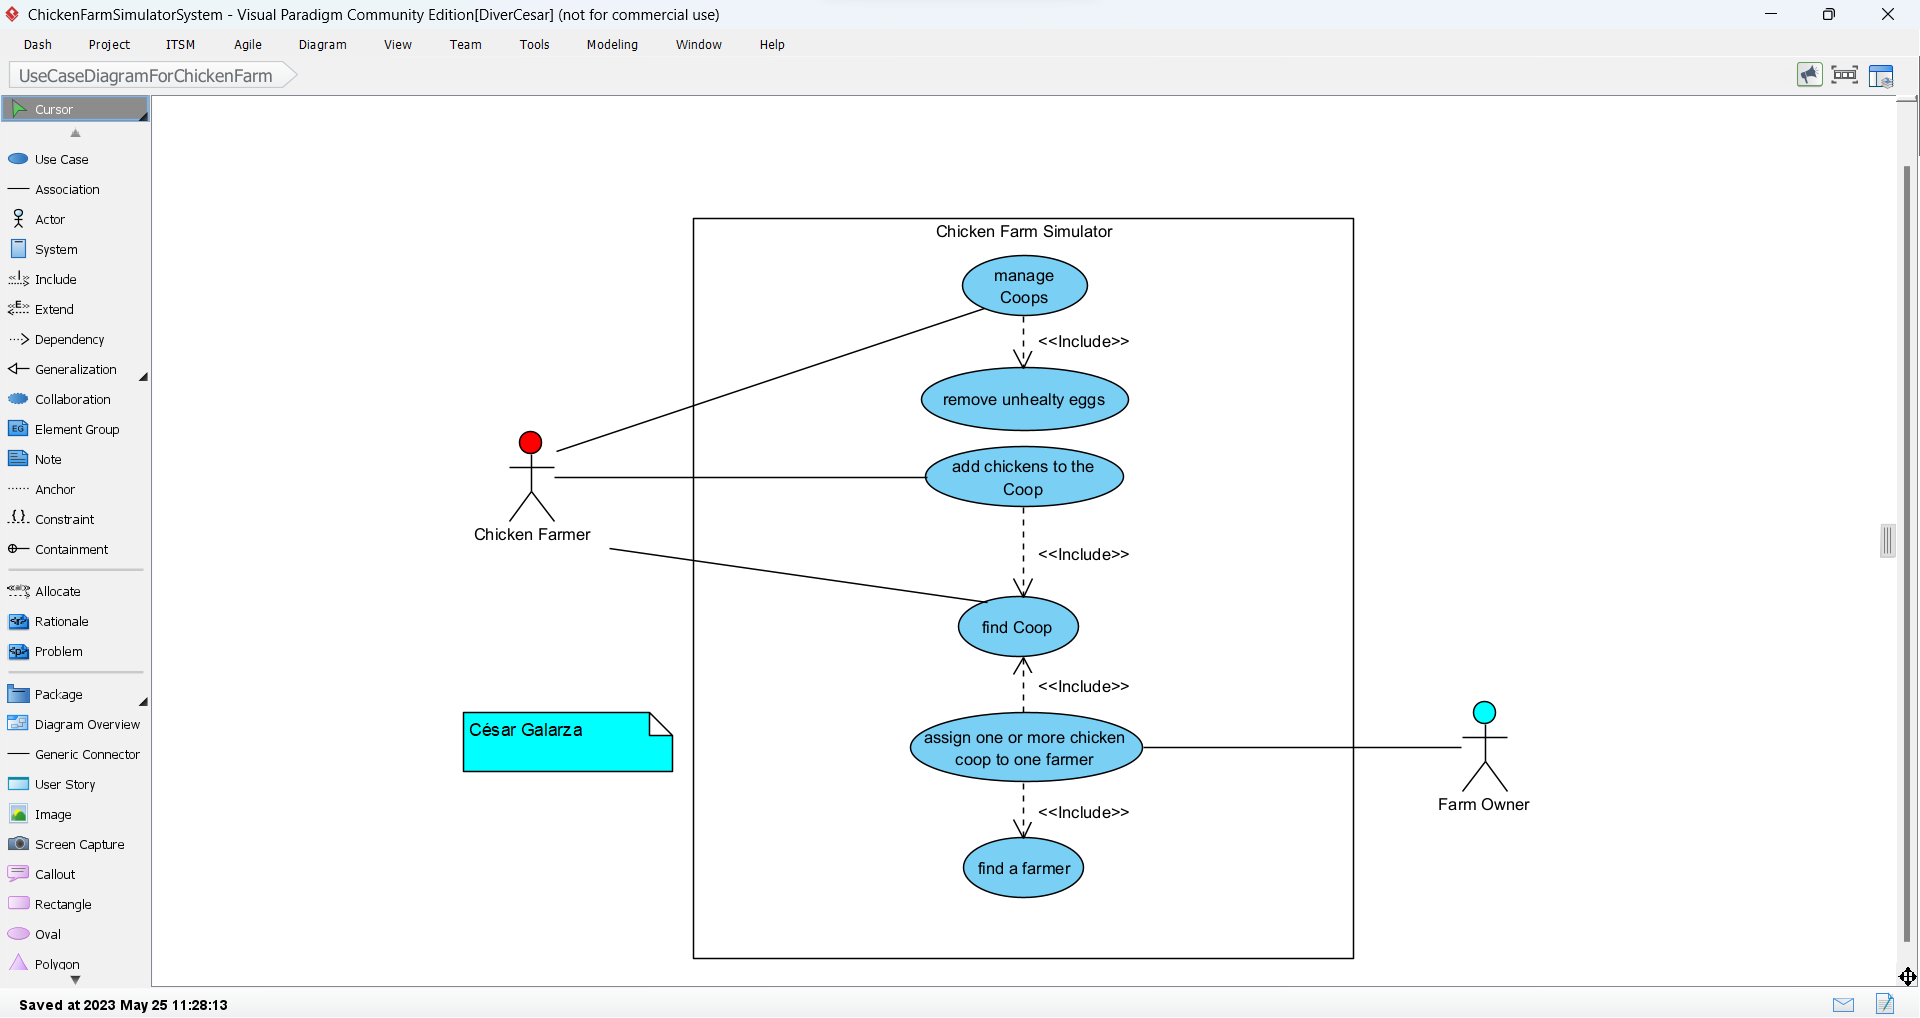 ChickenFarmSimulatorSystem - Visual Paradigm Community Edition[DiverCesar] (not for commercial use)
Dash Project ITSM Agile Diagram View Team Tools Modeling Window Help
UseCaseDiagramForChickenFarm
Cursor
Use Case
Association
Actor
System
Include
Extend
Dependency
Generalization
Collaboration
EG Element Group
Note
Anchor
Constraint
Containment
Allocate
Rationale
Problem
Package
Diagram Overview
Generic Connector
User Story
Image
Screen Capture
Callout
Rectangle
Oval
Polygon
Chicken Farm Simulator
manage
Coops
<<Include>>
remove unhealty eggs
add chickens to the
Coop
Chicken Farmer
<<Include>>
find Coop
<<Include>>
César Galarza
assign one or more chicken
coop to one farmer
Farm Owner
<<Include>>
find a farmer
Saved at 2023 May 25 11:28:13